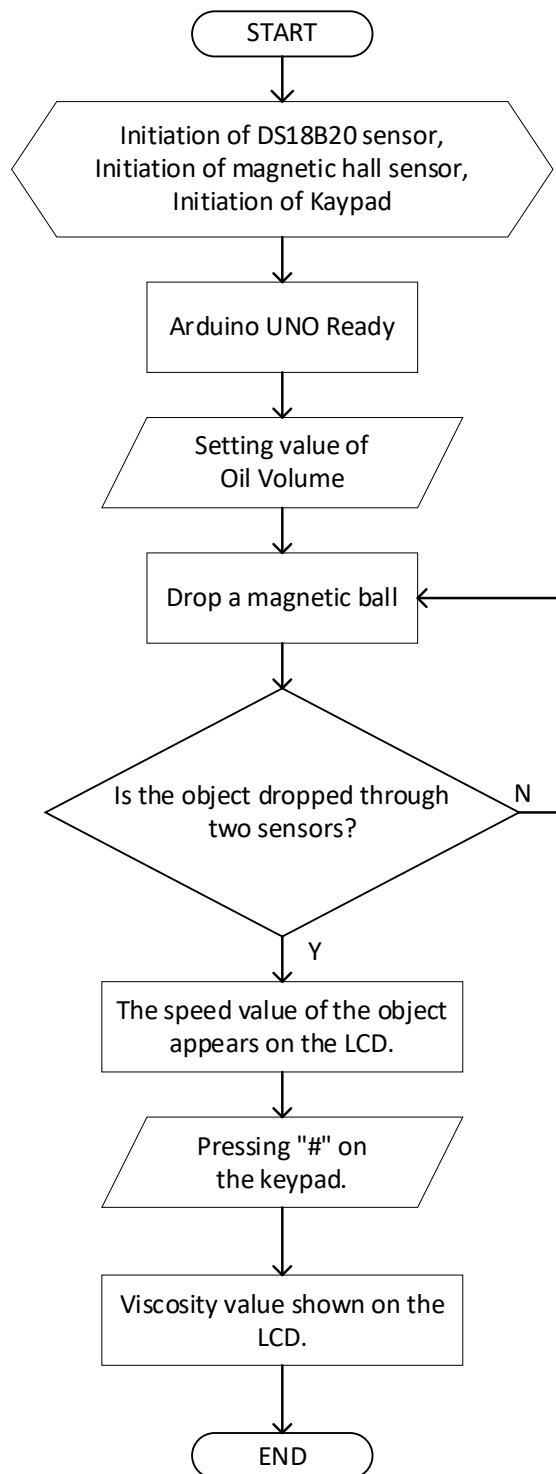 START
Initiation of DS18B20 sensor,
Initiation of magnetic hall sensor,
Initiation of Kaypad
Arduino UNO Ready
Setting value of
Oil Volume
Drop a magnetic ball
Is the object dropped through
two sensors?
N
Y
The speed value of the object
appears on the LCD.
Pressing "#" on
the keypad.
Viscosity value shown on the
LCD.
END